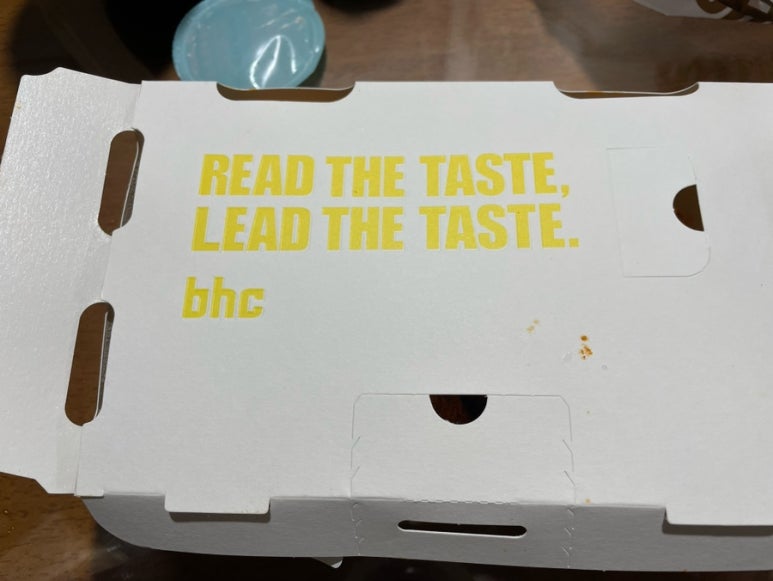 READ THE TASTE,
LEAD THE TASTE.
bhc